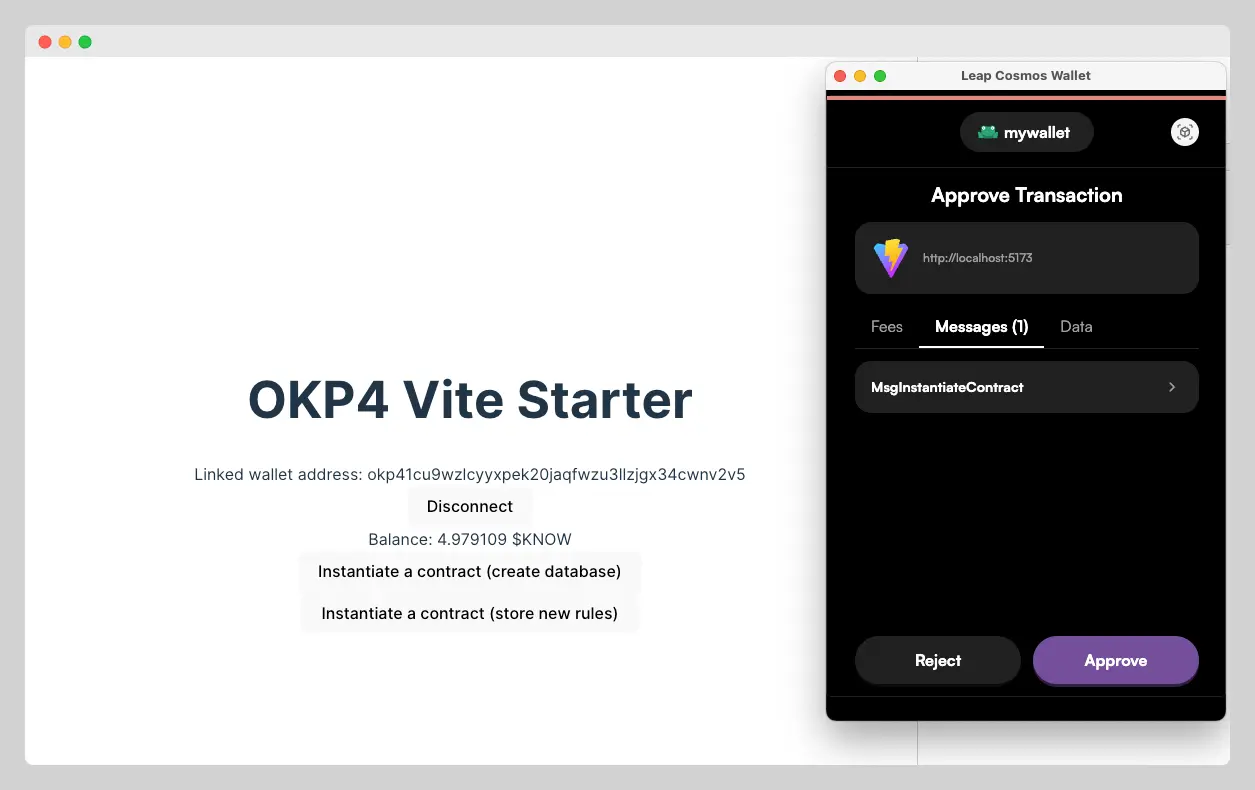 OKP4 Vite Starter
Linked wallet address: okp41cu9wzlcyyxpek20jaqfwzu3llzjgx34cwnv2v5
Disconnect
Balance: 4.979109 $KNOW
Instantiate a contract (create database)
Instantiate a contract (store new rules)
Leap Cosmos Wallet
mywallet
Approve Transaction
http://localhost:5173
Fees Messages (1) Data
MsgInstantiateContract
Reject Approve